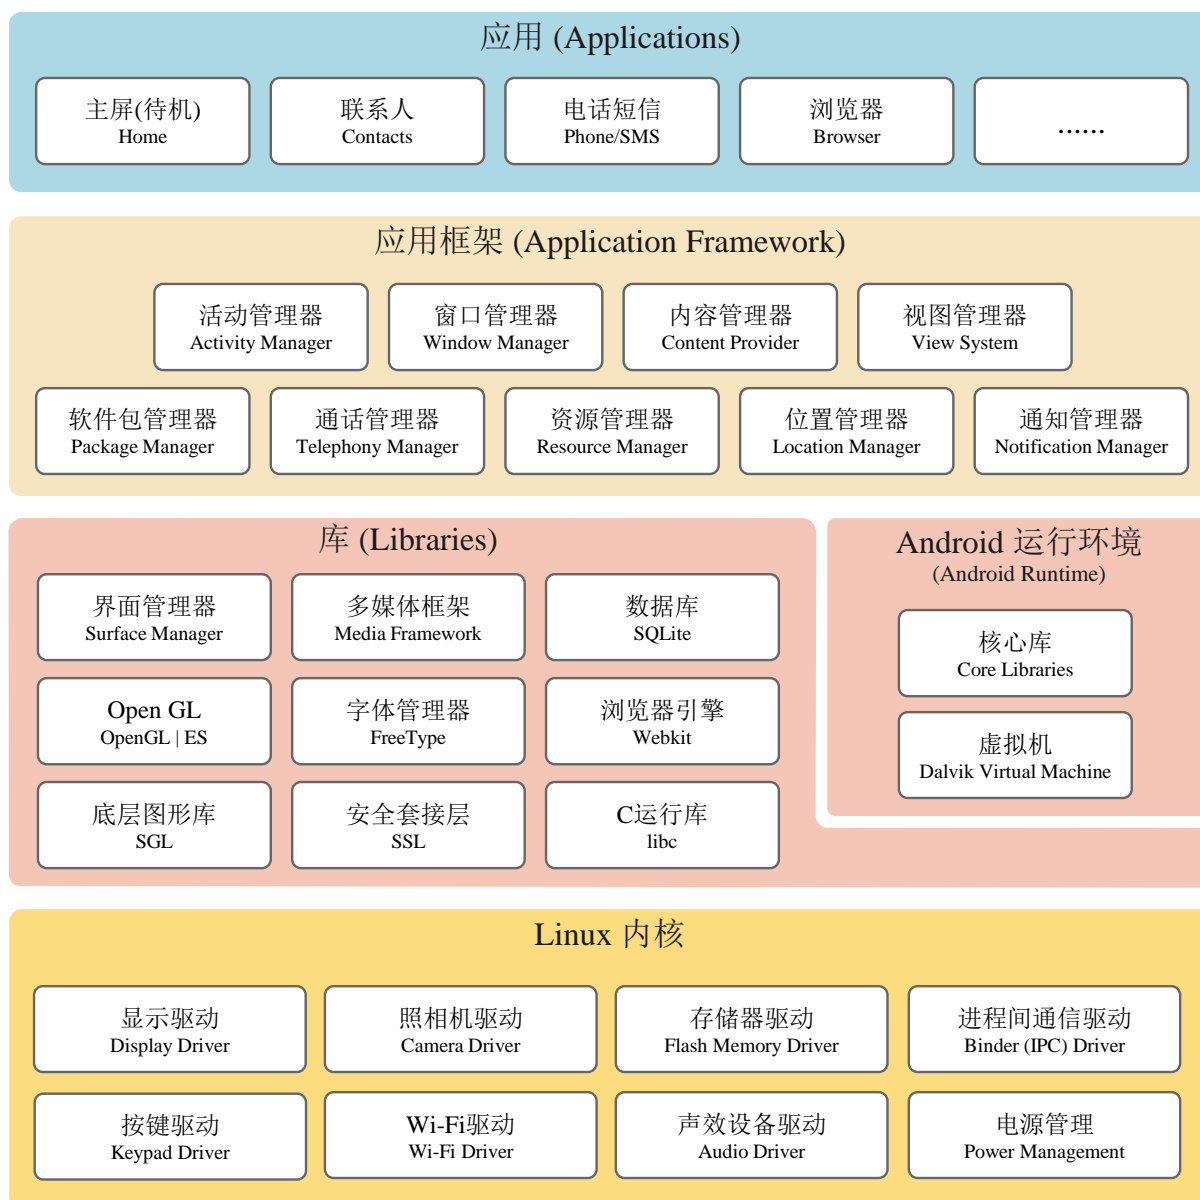 应用 (Applications)
主屏(待机)
Home
联系人
Contacts
电话短信
Phone/SMS
浏览器
Browser
......
应用框架 (Application Framework)
活动管理器
Activity Manager
窗口管理器
Window Manager
内容管理器
Content Provider
视图管理器
View System
软件包管理器
Package Manager
通话管理器
Telephony Manager
资源管理器
Resource Manager
位置管理器
Location Manager
通知管理器
Notification Manager
库 (Libraries)
界面管理器
Surface Manager
多媒体框架
Media Framework
数据库
SQLite
Open GL
OpenGL | ES
字体管理器
FreeType
浏览器引擎
Webkit
底层图形库
SGL
安全套接层
SSL
C运行库
libc
Android 运行环境
(Android Runtime)
核心库
Core Libraries
虚拟机
Dalvik Virtual Machine
Linux 内核
显示驱动
Display Driver
照相机驱动
Camera Driver
存储器驱动
Flash Memory Driver
进程间通信驱动
Binder (IPC) Driver
按键驱动
Keypad Driver
Wi-Fi驱动
Wi-Fi Driver
声效设备驱动
Audio Driver
电源管理
Power Management